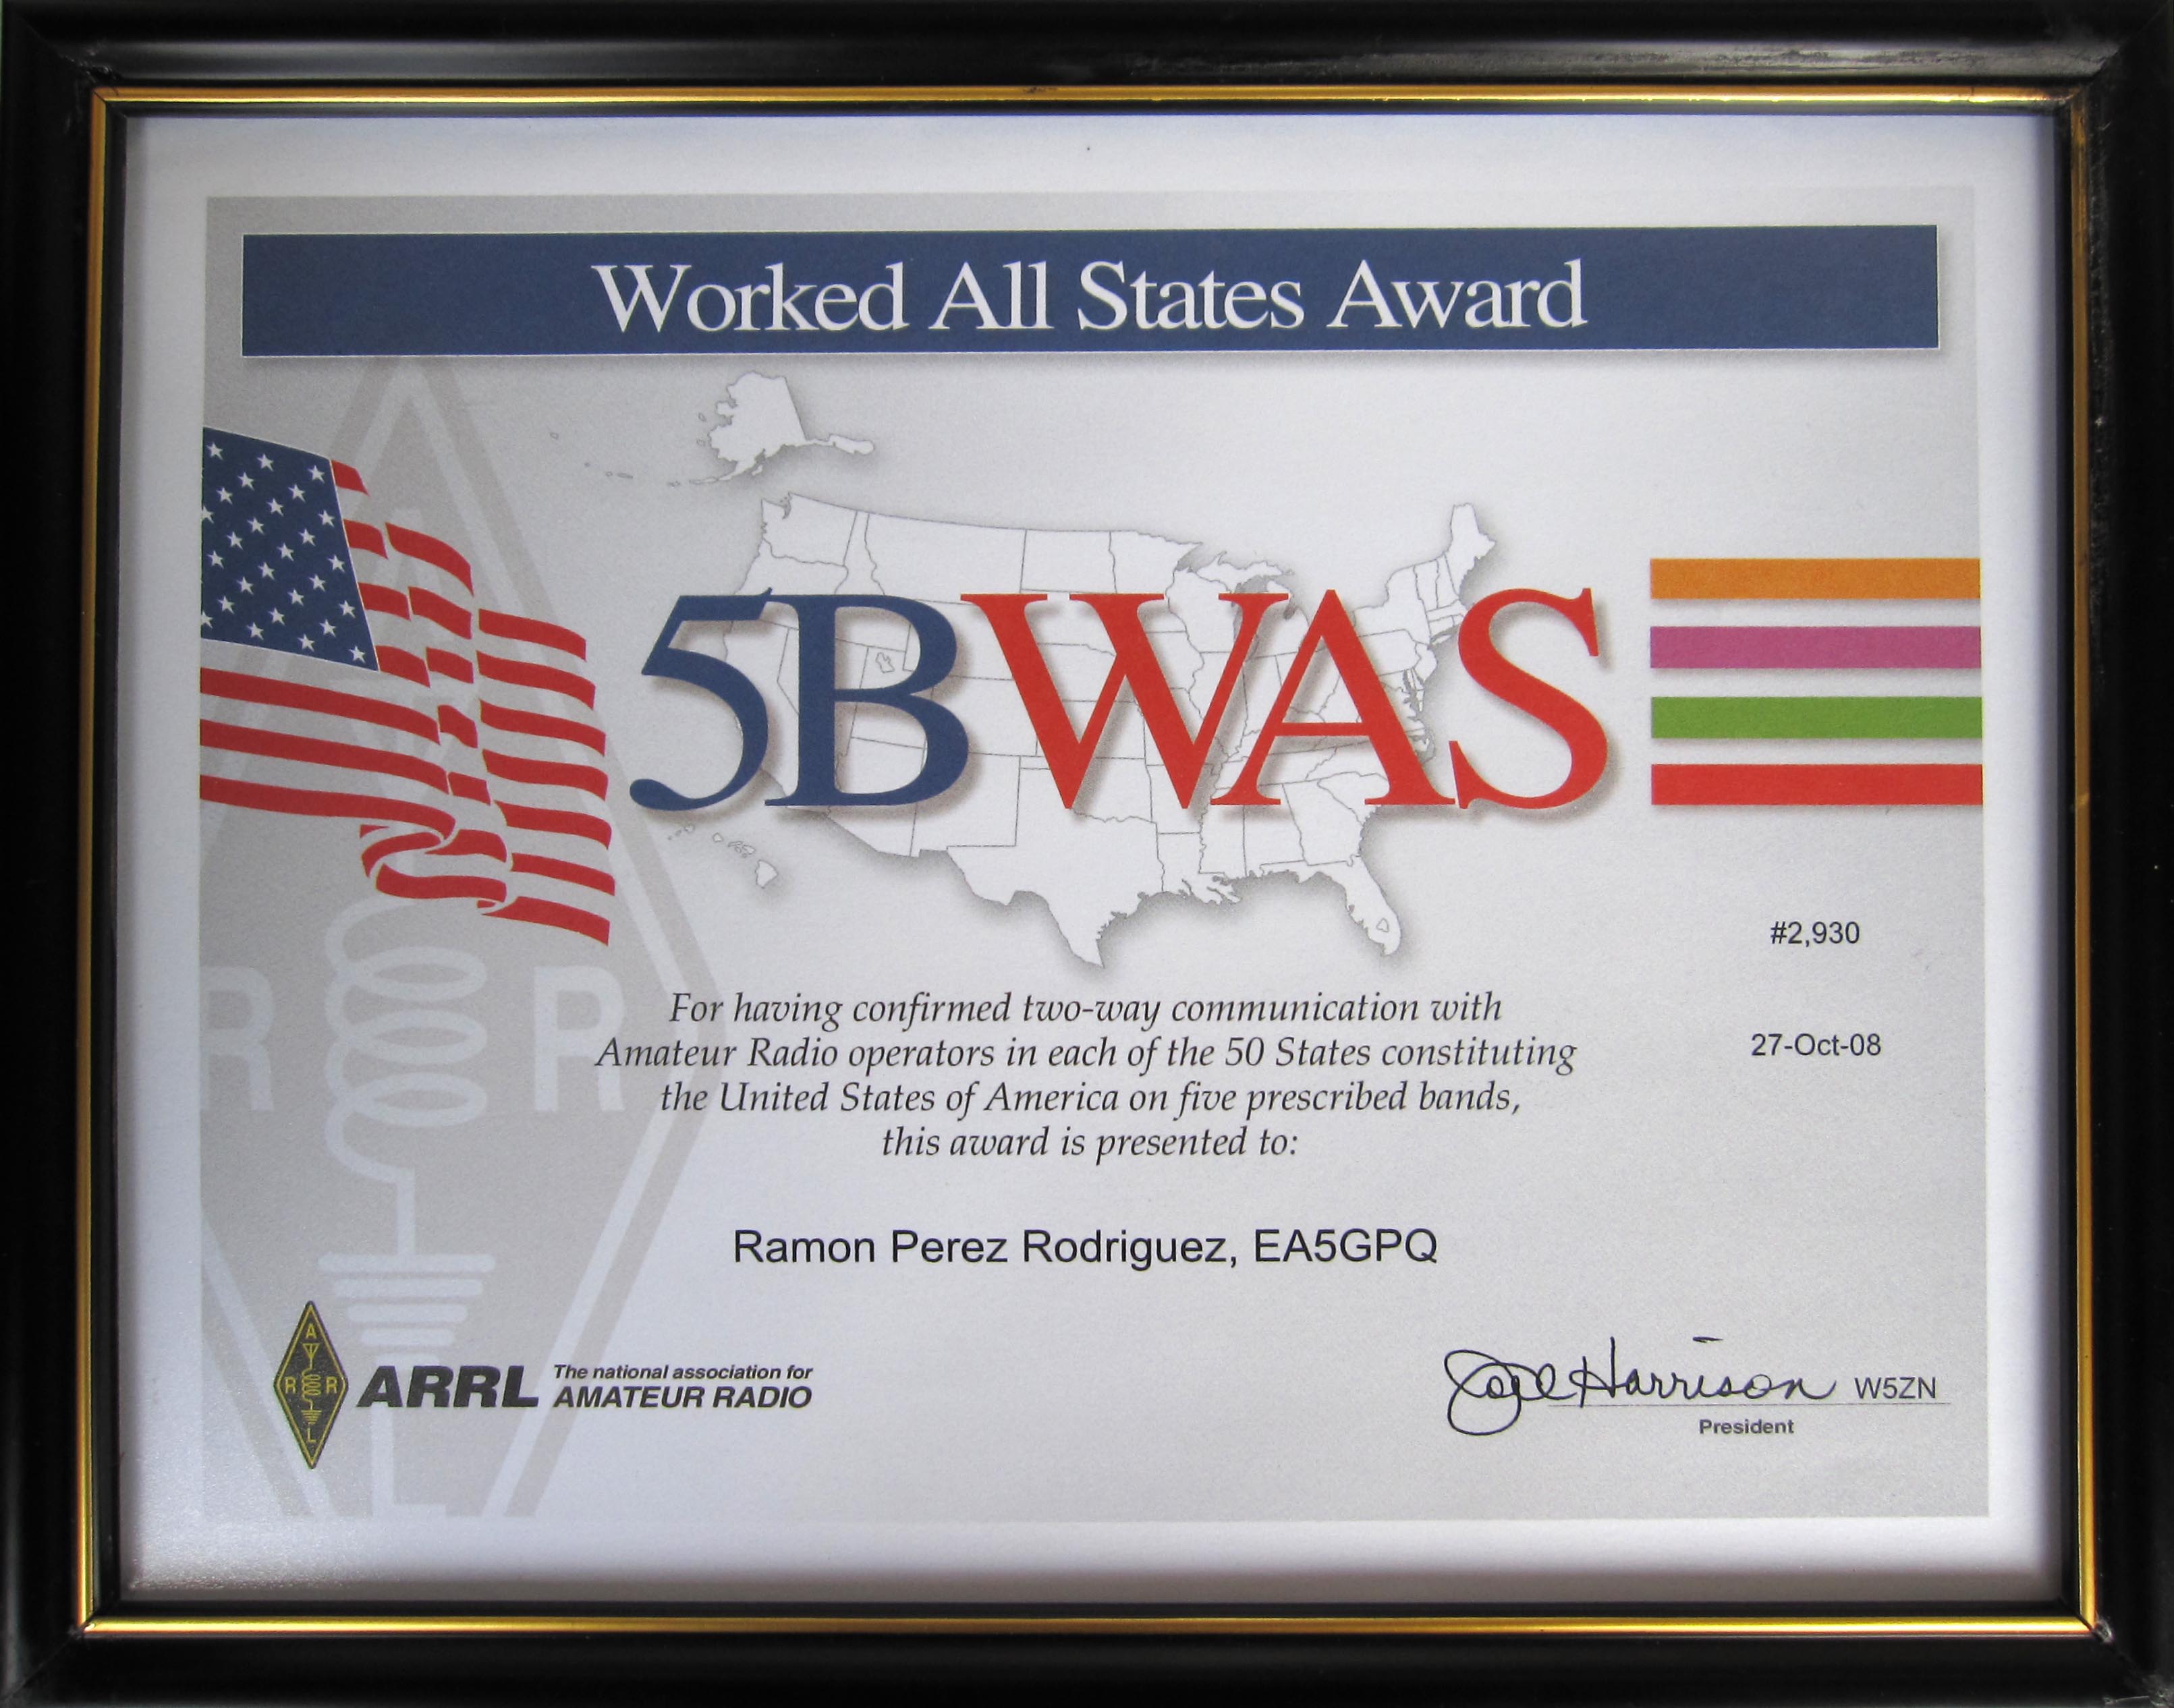 Worked All States Award
5BWAS
#2,930
27-Oct-08
For having confirmed two-way communication with
Amateur Radio operators in each of the 50 States constituting
the United States of America on five prescribed bands,
this award is presented to:
Ramon Perez Rodriguez, EA5GPQ
A
R R
L
ARRL The national association for
AMATEUR RADIO
Joel Harrison W5ZN
President
R R
L